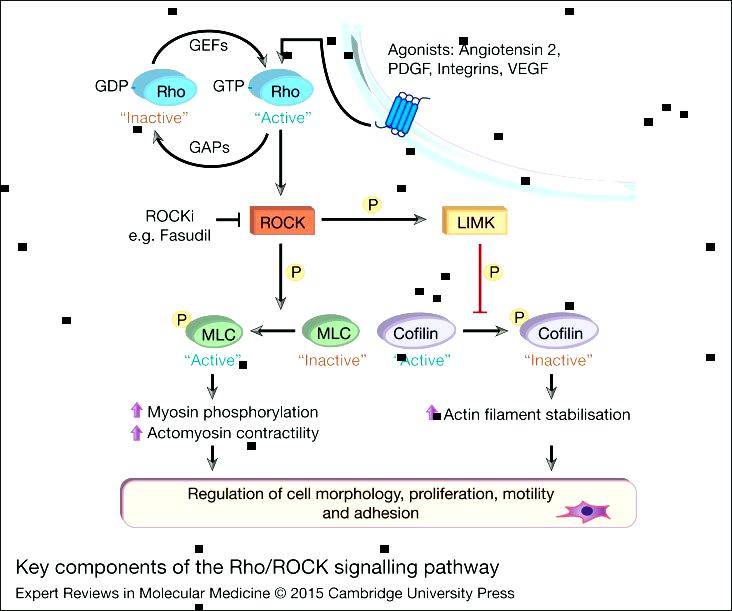 GEFs
Agonists: Angiotensin 2,
PDGF, Integrins, VEGF
GDP
Rho
GTP
Rho
"Inactive"
"Active"
GAPs
ROCKi
e.g. Fasudil
ROCK
P
LIMK
P
P
P
MLC
MLC
Cofilin
P
Cofilin
"Active"
"Inactive"
"Active"
"Inactive"
Myosin phosphorylation
Actomyosin contractility
Actin filament stabilisation
Regulation of cell morphology, proliferation, motility
and adhesion
Key components of the Rho/ROCK signalling pathway
Expert Reviews in Molecular Medicine © 2015 Cambridge University Press